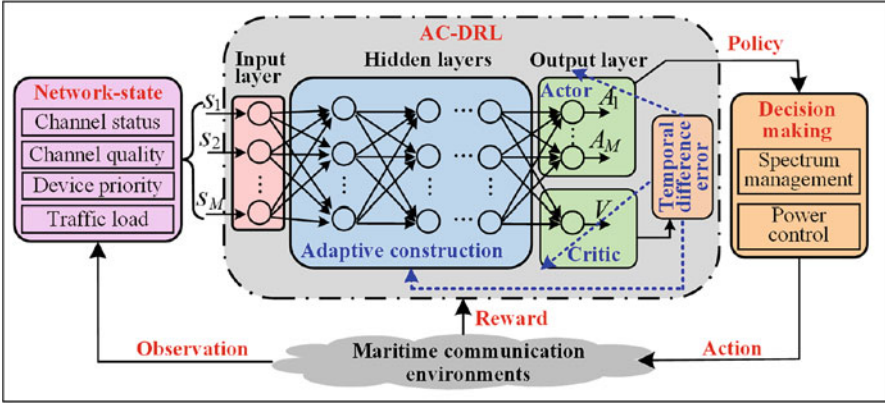 AC-DRL
Network-state
Channel status
Channel quality
Device priority
Traffic load
S1
S2
SM
Input
layer
Hidden layers
Adaptive construction
Output layer
Actor
A1
AM
V
Critic
Temporal
difference
error
Policy
Decision
making
Spectrum
management
Power
control
Reward
Observation
Maritime communication
environments
Action